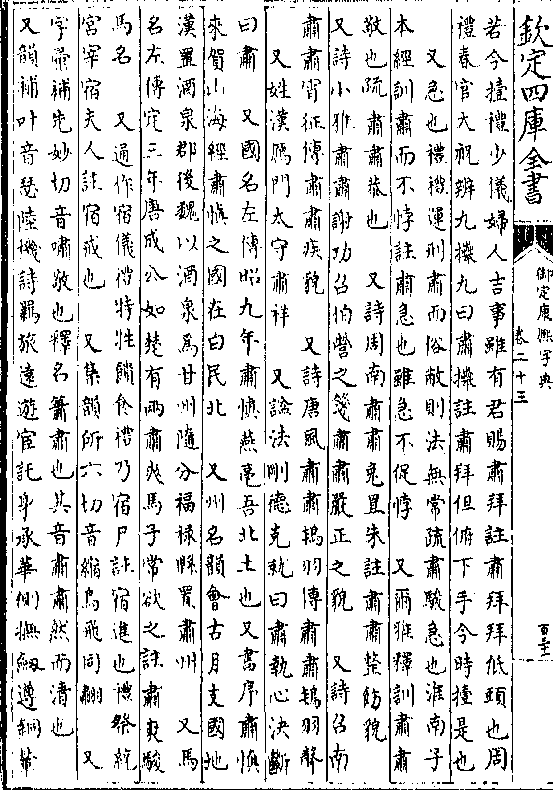 欽定四庫全書
御定康熙字典
卷二十三
若今撎禮少儀婦人吉事雖有君賜肅拜註肅拜拜低頭也周
禮春官大祝辨九㩲九曰肅㩲註肅拜但俯下手今時撎是也
又急也禮禮運刑肅而俗敝則法無常疏肅駿急也淮南子
本經訓肅而不悖註肅急也雖急不促悖　又爾雅釋訓肅肅
敬也疏肅肅恭也　又詩周南肅肅兔罝朱註肅肅整飭貌
又詩小雅肅肅謝功召伯營之箋肅肅嚴正之貌　又詩召南
肅肅宵征傳肅肅疾貌　又詩唐風肅肅鴇羽傳肅肅鴇羽聲
又姓漢鴈門太守肅祥　又諡法剛德克就曰肅執心決斷
曰肅　又國名左傳昭九年肅慎燕亳吾北土也又書序肅慎
來賀山海經肅慎之國在白民北　又州名韻會古月支國地
漢置酒泉郡後魏以酒泉爲甘州隋分福祿縣置肅州　又馬
名左傳定三年唐成公如楚有兩肅爽馬子常欲之註肅爽駿
馬名　又通作宿儀禮特牲饋食禮乃宿尸註宿進也禮祭統
宮宰宿夫人註宿戒也　又集韻所六切音縮鳥飛同翽　又
字彙補先妙切音嘯敬也釋名簫肅也其音肅肅然而清也
又韻補叶音瑟陸機詩羈旅遠遊宦託身承華側撫劒遵銅輦